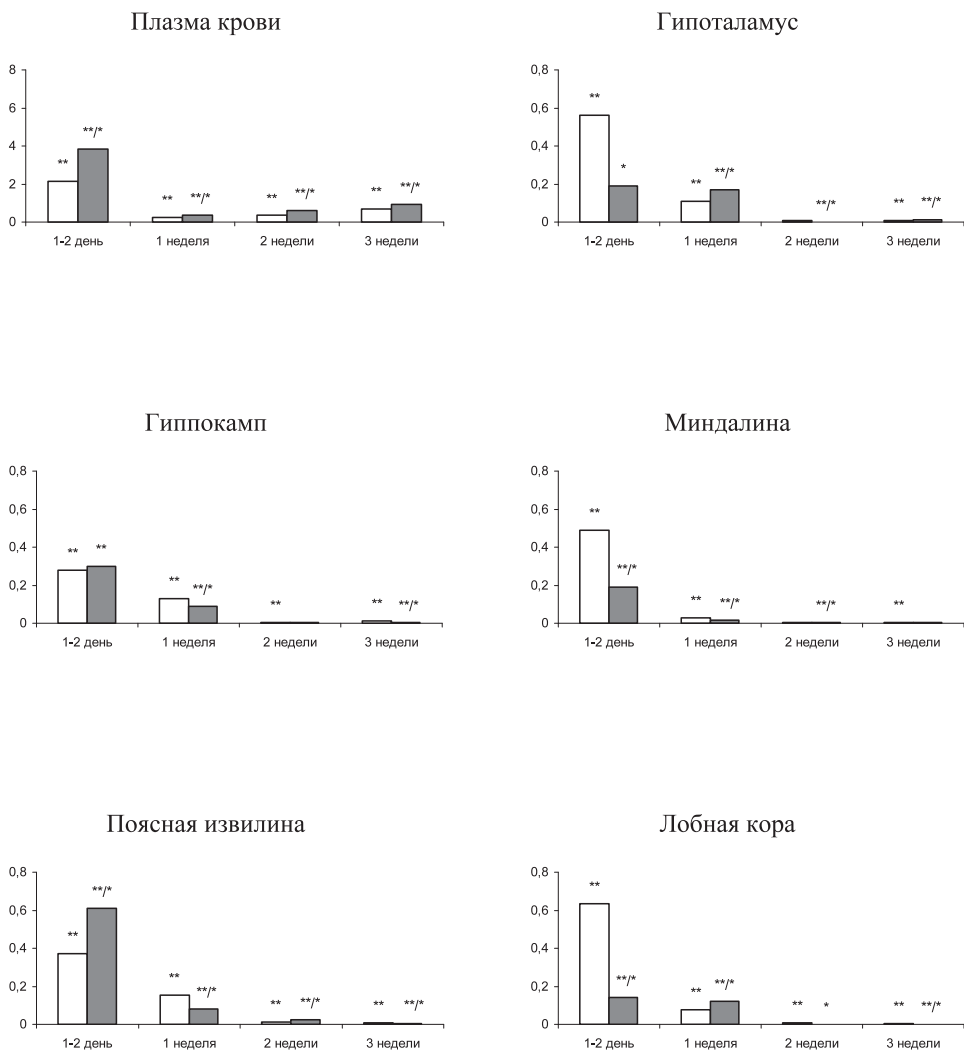 Плазма крови
8
6
4
2
0
**
**/*
**
**/*
**
**/*
**
**/*
1-2 день
1 неделя
2 недели
3 недели
Гипоталамус
0,8
0,6
0,4
0,2
0
**
*
**
**/*
**/*
**
**/*
1-2 день
1 неделя
2 недели
3 недели
Гиппокамп
0,8
0,6
0,4
0,2
0
**
**
**
**/*
**
**
**/*
1-2 день
1 неделя
2 недели
3 недели
Миндалина
0,8
0,6
0,4
0,2
0
**
**/*
**
**/*
**/*
**
1-2 день
1 неделя
2 недели
3 недели
Поясная извилина
0,8
0,6
0,4
0,2
0
**
**/*
**
**/*
**
**/*
**
**/*
1-2 день
1 неделя
2 недели
3 недели
Лобная кора
0,8
0,6
0,4
0,2
0
**
**/*
**
**/*
**
*
**
**/*
1-2 день
1 неделя
2 недели
3 недели